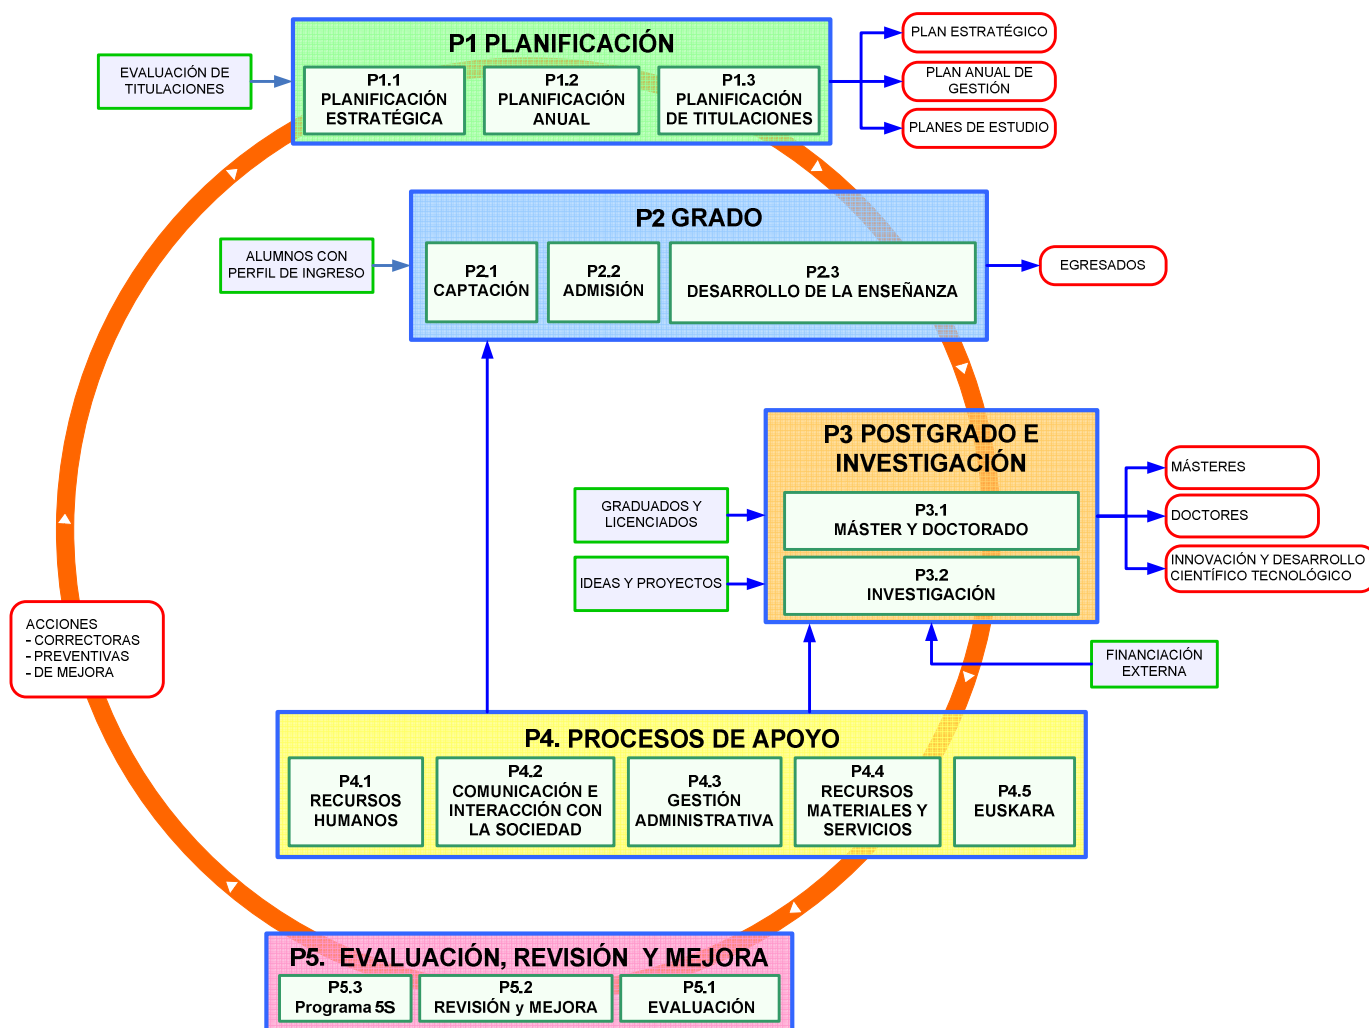 P1 PLANIFICACIÓN
EVALUACIÓN DE
TITULACIONES
P1.1
PLANIFICACIÓN
ESTRATÉGICA
P1.2
PLANIFICACIÓN
ANUAL
P1.3
PLANIFICACIÓN
DE TITULACIONES
PLAN ESTRATÉGICO
PLAN ANUAL DE
GESTIÓN
PLANES DE ESTUDIO
P2 GRADO
ALUMNOS CON
PERFIL DE INGRESO
P2.1
CAPTACIÓN
P2.2
ADMISIÓN
P2.3
DESARROLLO DE LA ENSEÑANZA
EGRESADOS
P3 POSTGRADO E
INVESTIGACIÓN
GRADUADOS Y
LICENCIADOS
IDEAS Y PROYECTOS
P3.1
MÁSTER Y DOCTORADO
P3.2
INVESTIGACIÓN
MÁSTERES
DOCTORES
INNOVACIÓN Y DESARROLLO
CIENTÍFICO TECNOLÓGICO
FINANCIACIÓN
EXTERNA
ACCIONES
- CORRECTORAS
- PREVENTIVAS
- DE MEJORA
P4. PROCESOS DE APOYO
P4.1
RECURSOS
HUMANOS
P4.2
COMUNICACIÓN E
INTERACCIÓN CON
LA SOCIEDAD
P4.3
GESTIÓN
ADMINISTRATIVA
P4.4
RECURSOS
MATERIALES Y
SERVICIOS
P4.5
EUSKARA
P5. EVALUACIÓN, REVISIÓN Y MEJORA
P5.3
Programa 5S
P5.2
REVISIÓN y MEJORA
P5.1
EVALUACIÓN